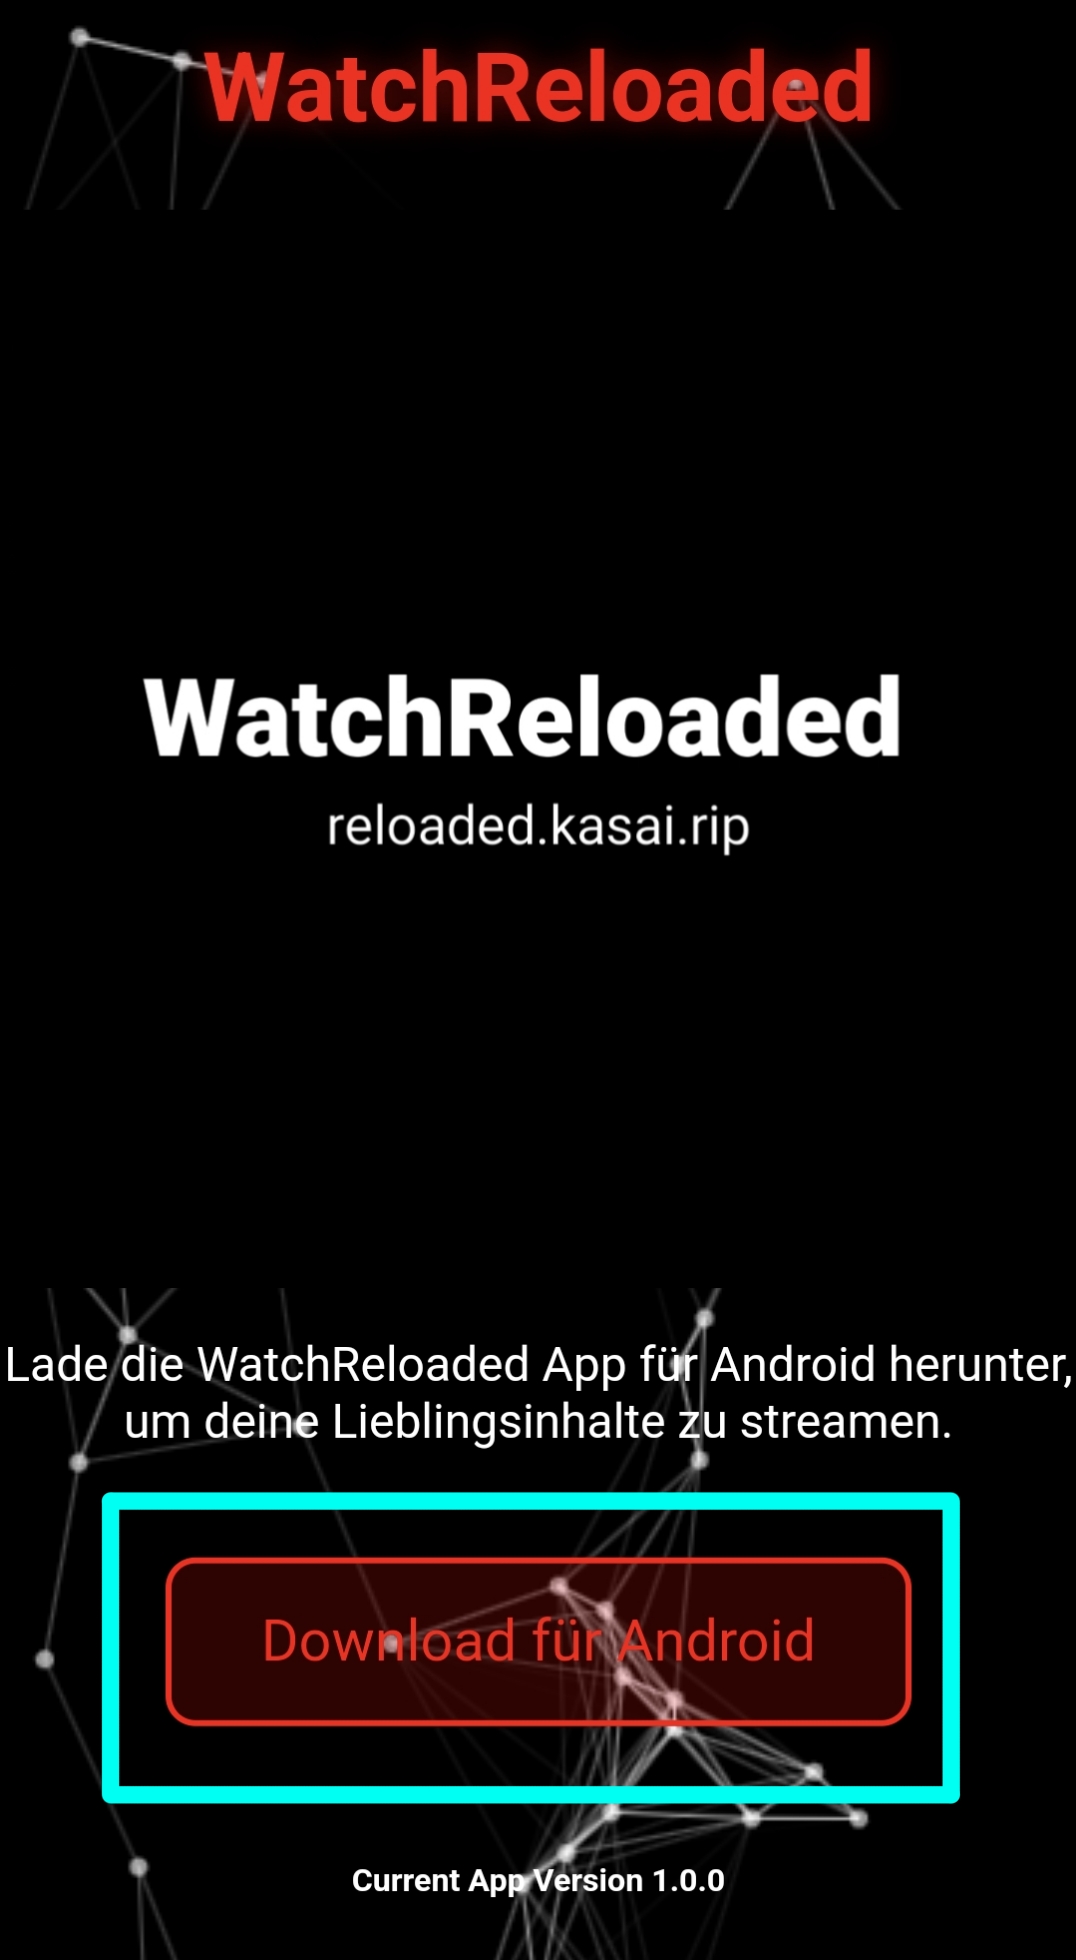 WatchReloaded
WatchReloaded
reloaded.kasai.rip
Lade die WatchReloaded App für Android herunter,
um deine Lieblingsinhalte zu streamen.
Download für Android
Current App Version 1.0.0